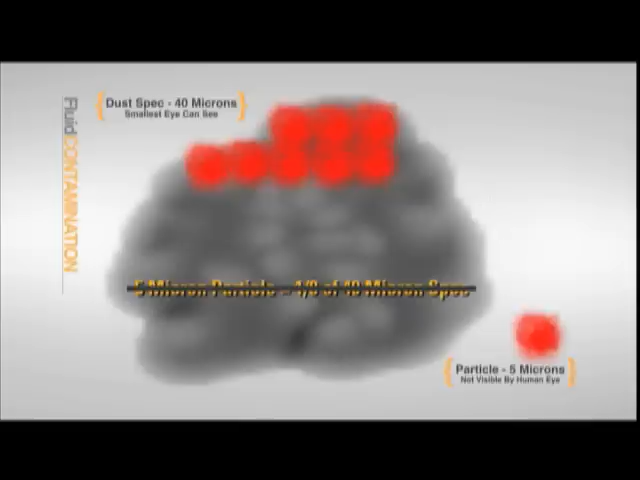 Dust Spec - 40 Microns
Smallest Eye Can See
Fluid CONTAMINATION
5 Micron Particle = 1/8 of 40 Micron Spec
Particle - 5 Microns
Not Visible By Human Eye